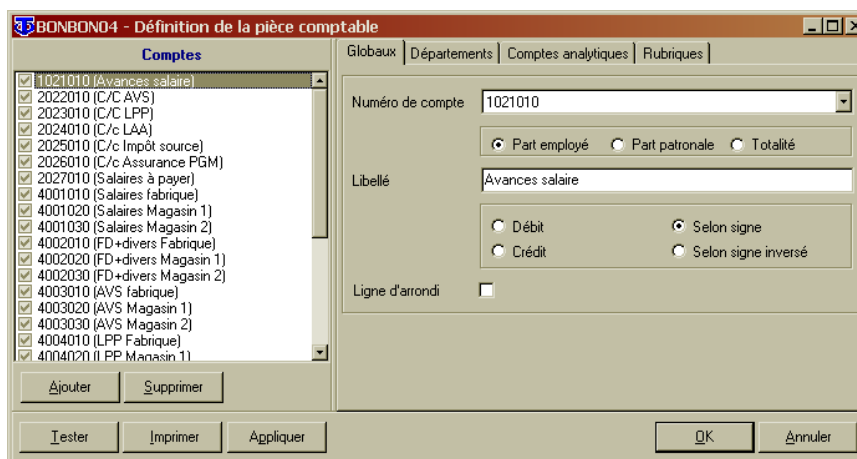 BONBON04 - Définition de la pièce comptable
Comptes
1021010 (Avances salaire)
2022010 (C/C AVS)
2023010 (C/C LPP)
2024010 (C/c LAA)
2025010 (C/c Impôt source)
2026010 (C/c Assurance PGM)
2027010 (Salaires à payer)
4001010 (Salaires fabrique)
4001020 (Salaires Magasin 1)
4001030 (Salaires Magasin 2)
4002010 (FD+divers Fabrique)
4002020 (FD+divers Magasin 1)
4002030 (FD+divers Magasin 2)
4003010 (AVS fabrique)
4003020 (AVS Magasin 1)
4003030 (AVS Magasin 2)
4004010 (LPP Fabrique)
4004020 (LPP Magasin 1)
Ajouter Supprimer
Globaux Départements Comptes analytiques Rubriques
Numéro de compte 1021010
Part employé Part patronale Totalité
Libellé Avances salaire
Débit Selon signe
Crédit Selon signe inversé
Ligne d'arrondi
Tester Imprimer Appliquer OK Annuler